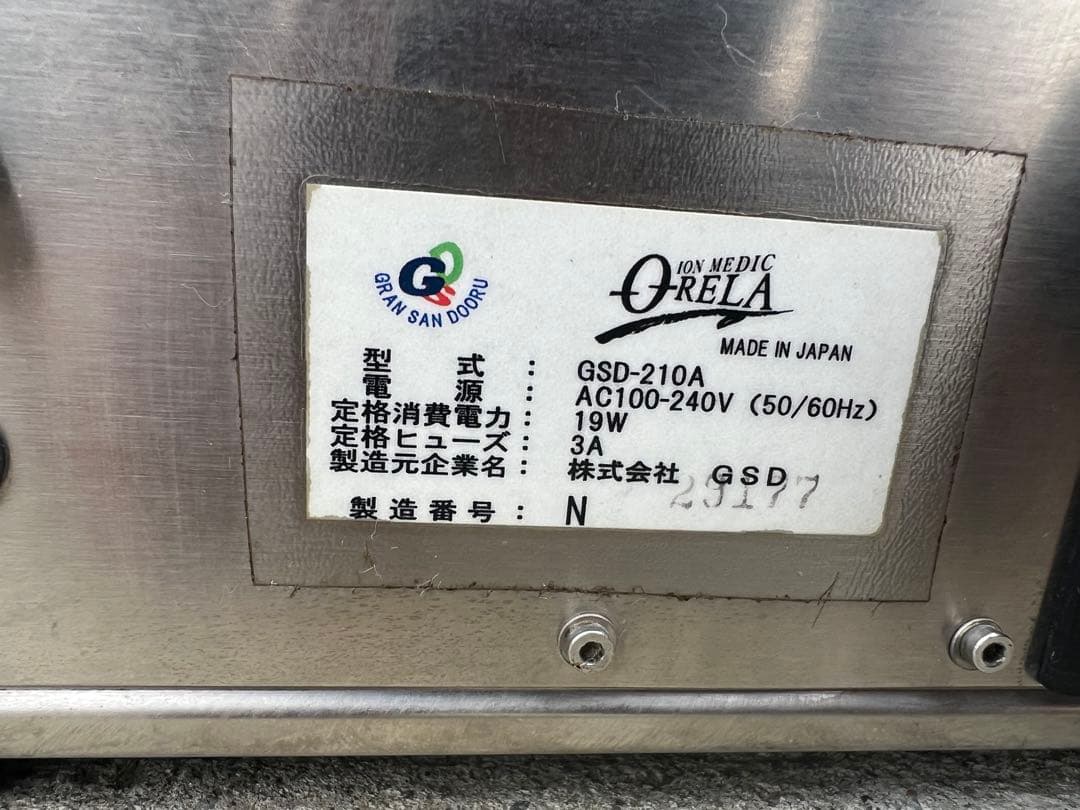 GSD
GRAN SAN DOORU
ION MEDIC
ORELA
MADE IN JAPAN
型 式 : GSD-210A
電 源 : AC100-240V (50/60Hz)
定格消費電力 : 19W
定格ヒューズ : 3A
製造元企業名 : 株式会社 GSD
製造番号 : N 29177